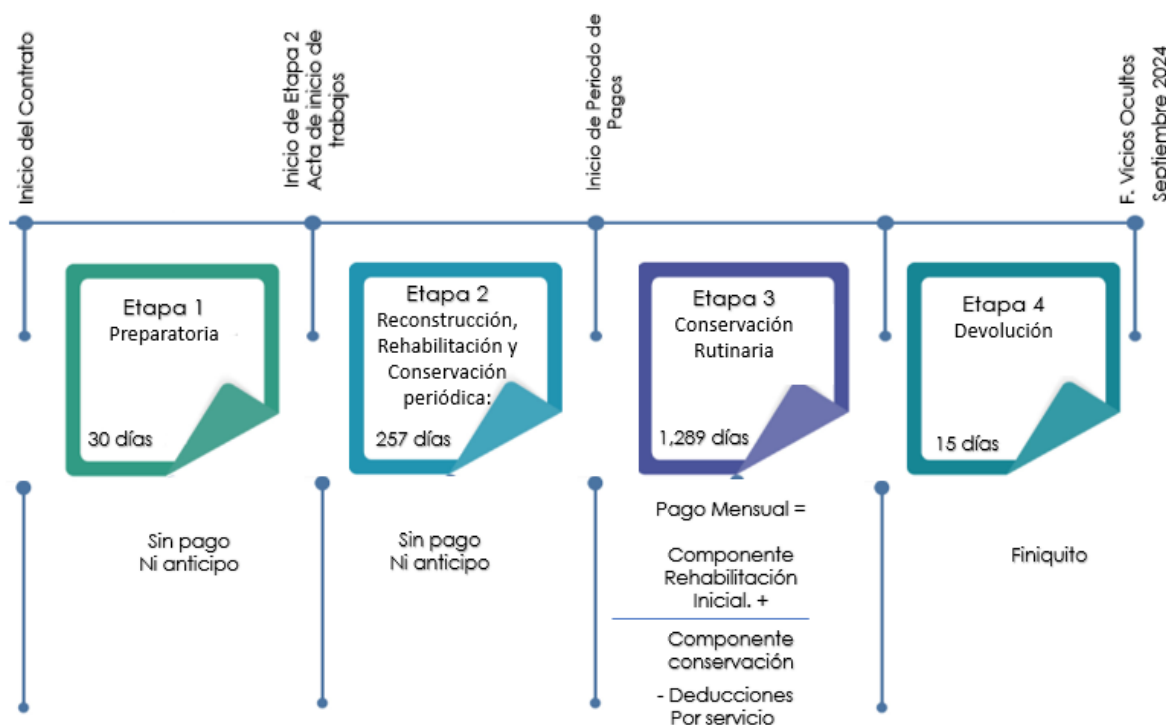 Inicio del Contrato
Inicio de Etapa 2
Acta de inicio de
trabajos
Inicio de Periodo de
Pagos
F. Vicios Ocultos
Septiembre 2024
Etapa 1
Preparatoria
30 días
Etapa 2
Reconstrucción,
Rehabilitación y
Conservación
periódica:
257 días
Etapa 3
Conservación
Rutinaria
1,289 días
Etapa 4
Devolución
15 días
Sin pago
Ni anticipo
Sin pago
Ni anticipo
Pago Mensual =
Componente
Rehabilitación
Inicial. +
Componente
conservación
- Deducciones
Por servicio
Finiquito